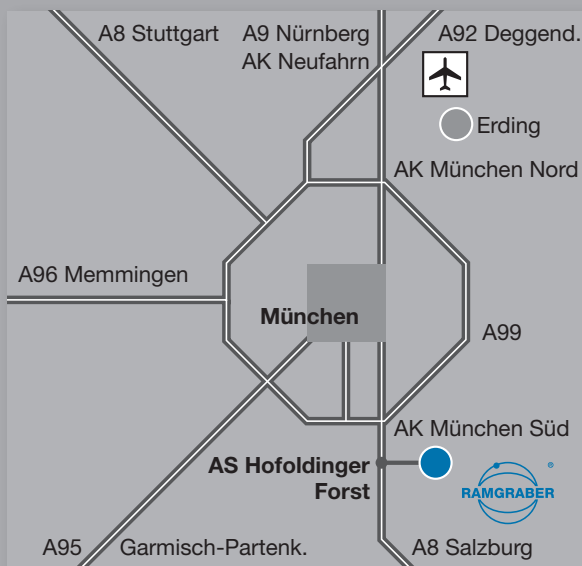 A8 Stuttgart
A9 Nürnberg
AK Neufahrn
A92 Deggend.
Erding
AK München Nord
A96 Memmingen
München
A99
AK München Süd
AS Hofoldinger
Forst
RAMGRABER
®
A95
Garmisch-Partenk.
A8 Salzburg